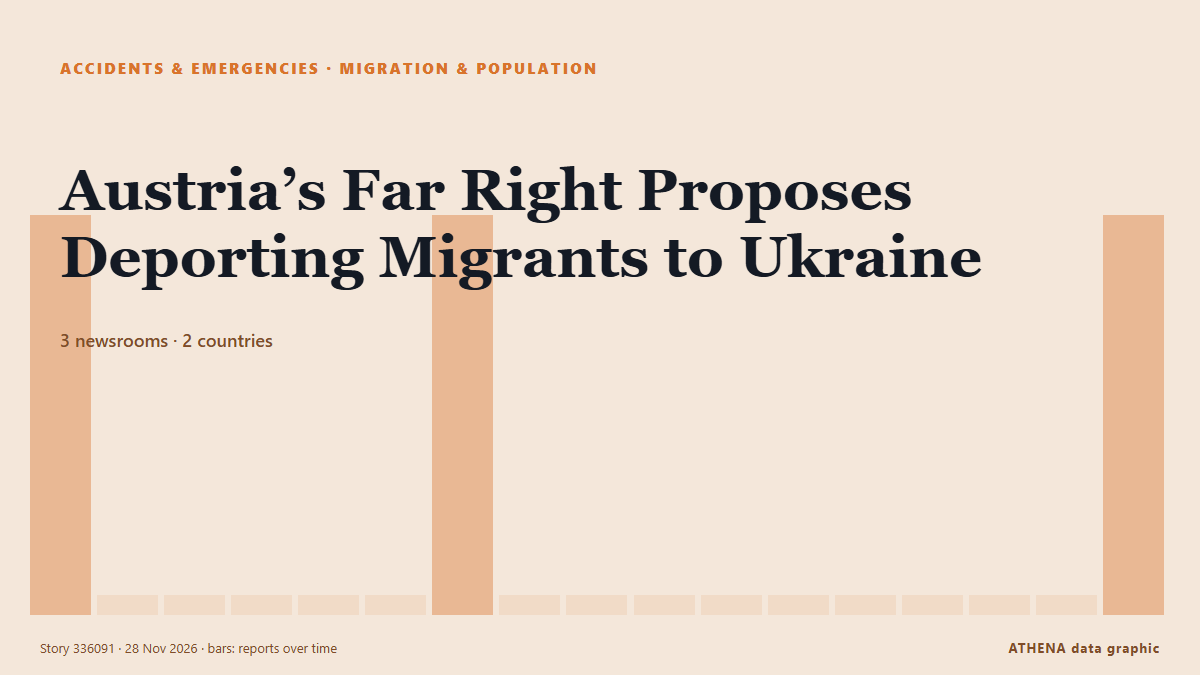 ACCIDENTS & EMERGENCIES · MIGRATION & POPULATION
Austria’s Far Right Proposes
Deporting Migrants to Ukraine
3 newsrooms · 2 countries
Story 336091 · 28 Nov 2026 · bars: reports over time
ATHENA data graphic